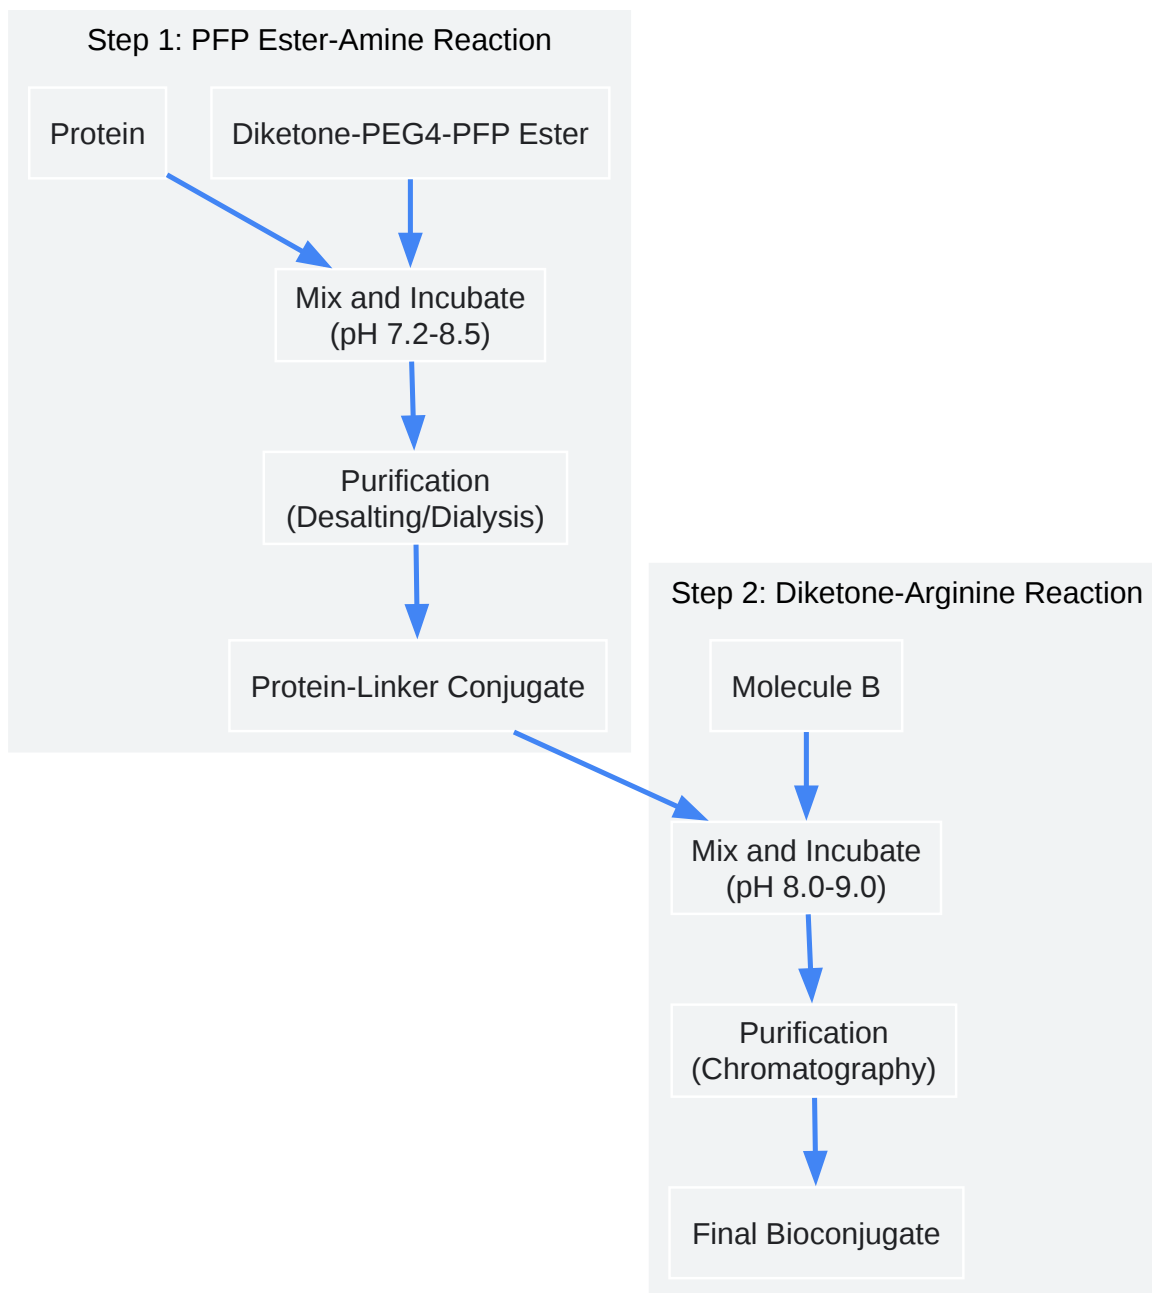 Step 1: PFP Ester-Amine Reaction
Protein
Diketone-PEG4-PFP Ester
Mix and Incubate
(pH 7.2-8.5)
Purification
(Desalting/Dialysis)
Protein-Linker Conjugate
Step 2: Diketone-Arginine Reaction
Molecule B
Mix and Incubate
(pH 8.0-9.0)
Purification
(Chromatography)
Final Bioconjugate